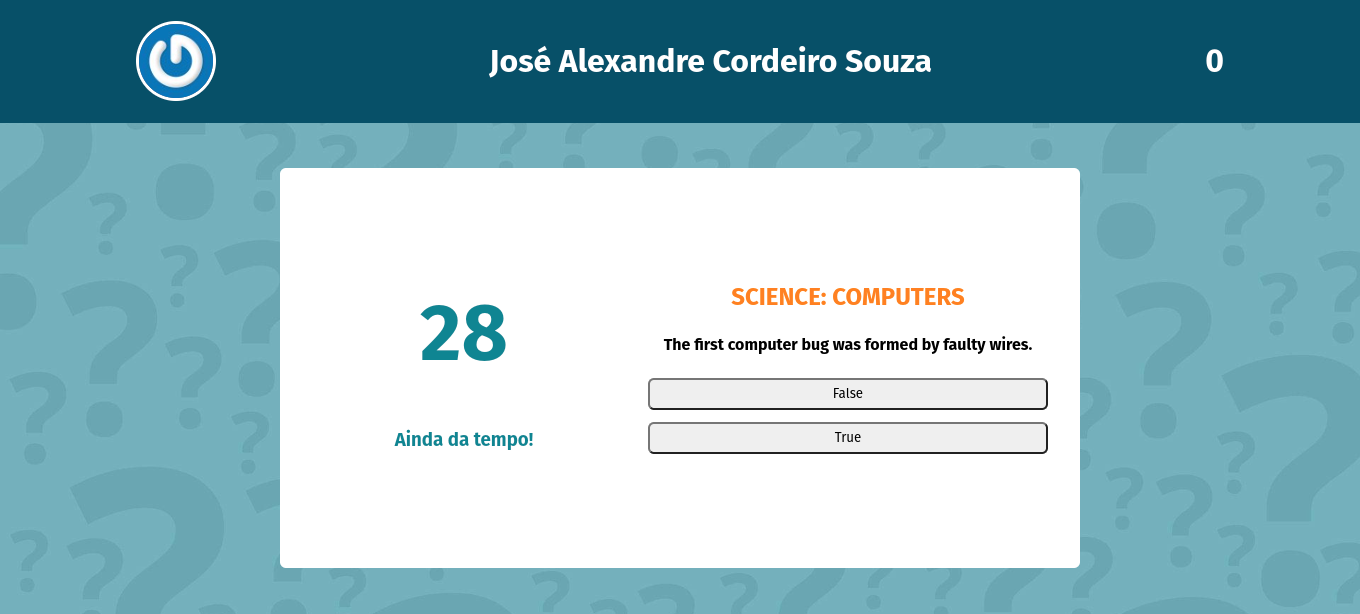 José Alexandre Cordeiro Souza
0
28
Ainda da tempo!
SCIENCE: COMPUTERS
The first computer bug was formed by faulty wires.
False
True